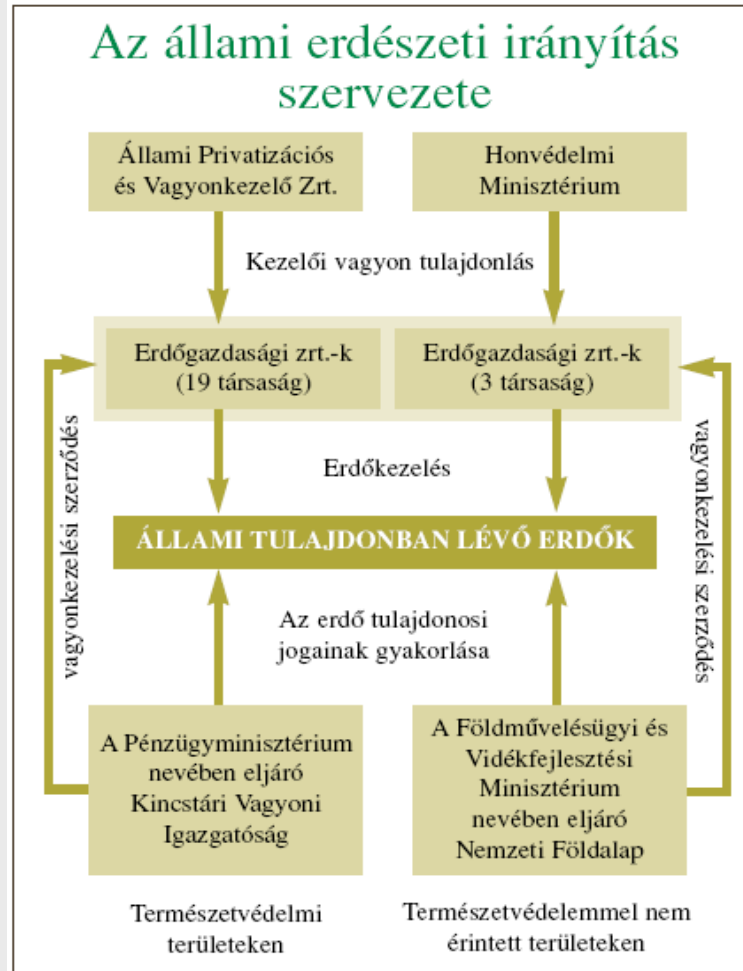 Az állami erdészeti irányítás
szervezete
Állami Privatizációs
és Vagyonkezelő Zrt.
Honvédelmi
Minisztérium
Kezelői vagyon tulajdonlás
Erdőgazdasági zrt.-k
(19 társaság)
Erdőgazdasági zrt.-k
(3 társaság)
vagyonkezelési szerződés
vagyonkezelési szerződés
Erdőkezelés
ÁLLAMI TULAJDONBAN LÉVŐ ERDŐK
Az erdő tulajdonosi
jogainak gyakorlása
A Pénzügyminisztérium
nevében eljáró
Kincstári Vagyoni
Igazgatóság
A Földművelésügyi és
Vidékfejlesztési
Minisztérium
nevében eljáró
Nemzeti Földalap
Természetvédelmi
területeken
Természetvédelemmel nem
érintett területeken